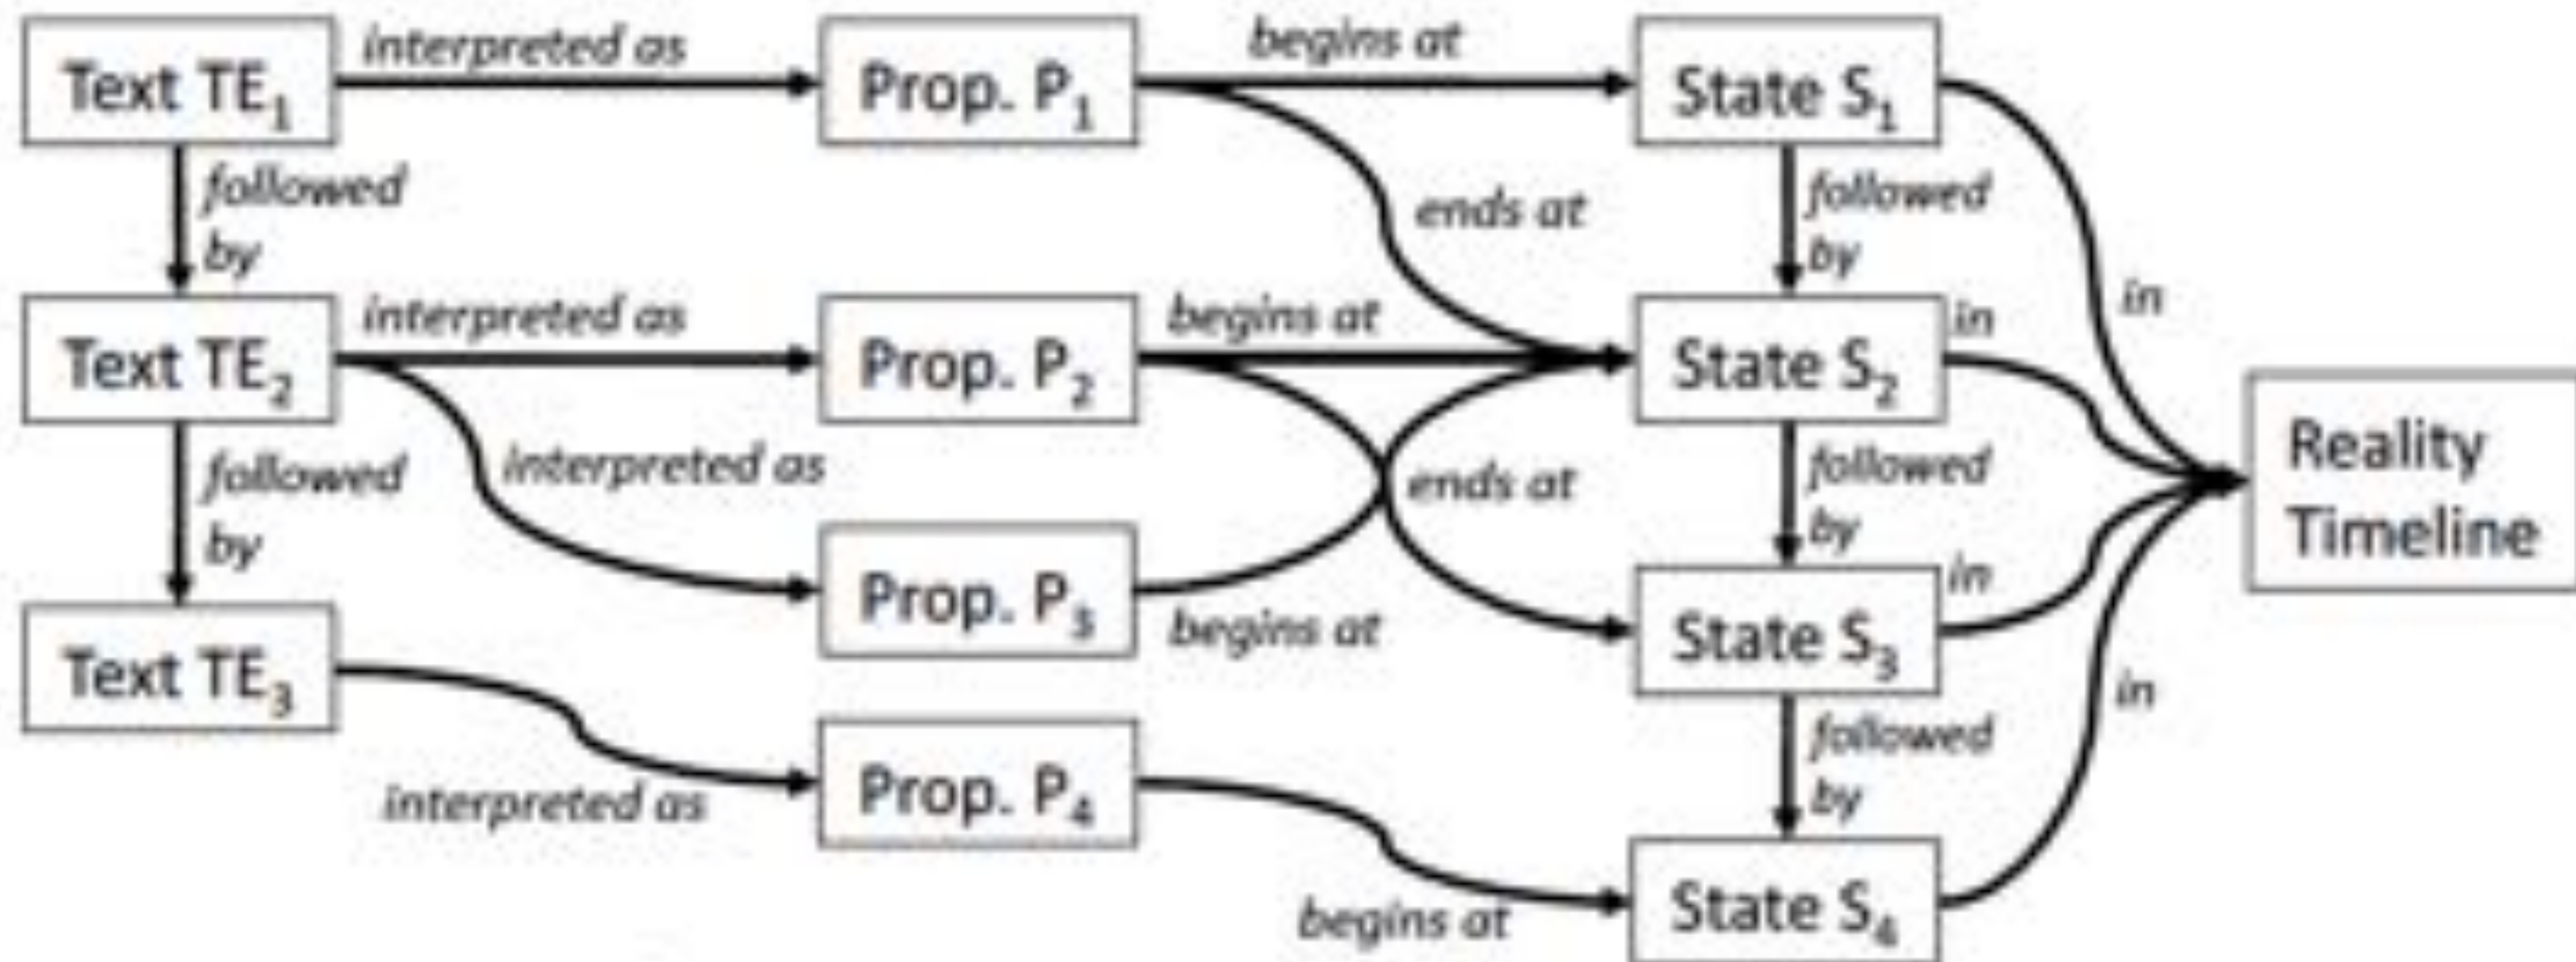 Text TE₁
interpreted as
Prop. P₁
begins at
State S₁
followed
by
ends at
followed
by
in
Text TE₂
interpreted as
Prop. P₂
begins at
State S₂
in
followed
by
interpreted as
ends at
followed
by
Reality
Timeline
Prop. P₃
begins at
in
Text TE₃
State S₃
in
interpreted as
Prop. P₄
followed
by
begins at
State S₄